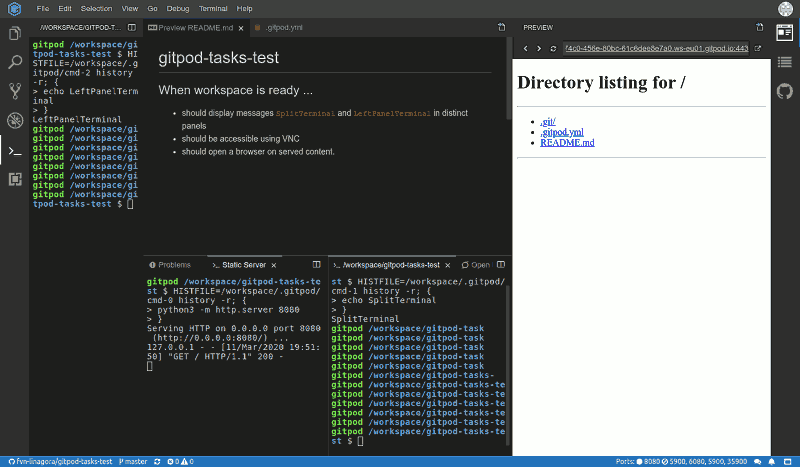 File Edit Selection View Go Debug Terminal Help
/WORKSPACE/GITPOD-T...
gitpod /workspace/gi
tpod-tasks-test $ HI
STFILE=/workspace/.g
itpod/cmd-2 history
-r; {
> echo LeftPanelTerm
inal
> }
LeftPanelTerminal
gitpod /workspace/gi
gitpod /workspace/gi
gitpod /workspace/gi
gitpod /workspace/gi
gitpod /workspace/gi
gitpod /workspace/gi
gitpod /workspace/gi
gitpod /workspace/gi
tpod-tasks-test $
Preview README.md ×
.gitpod.yml
gitpod-tasks-test
When workspace is ready ...
• should display messages SplitTerminal and LeftPanelTerminal in distinct
panels
• should be accessible using VNC
• should open a browser on served content.
Problems
>_ Static Server ×
gitpod /workspace/gitpod-tasks-te
st $ HISTFILE=/workspace/.gitpod/
cmd-0 history -r; {
> python3 -m http.server 8080
> }
Serving HTTP on 0.0.0.0 port 8080
(http://0.0.0.0:8080/) ...
127.0.0.1 - - [11/Mar/2020 19:51:
50] "GET / HTTP/1.1" 200 -
>_ /workspace/gitpod-tasks-test ×
Open
st $ HISTFILE=/workspace/.gitpod/
cmd-1 history -r; {
> echo SplitTerminal
> }
SplitTerminal
gitpod /workspace/gitpod-task
gitpod /workspace/gitpod-task
gitpod /workspace/gitpod-task
gitpod /workspace/gitpod-task
gitpod /workspace/gitpod-task
gitpod /workspace/gitpod-tasks-
gitpod /workspace/gitpod-tasks-te
gitpod /workspace/gitpod-tasks-te
gitpod /workspace/gitpod-tasks-te
gitpod /workspace/gitpod-tasks-te
gitpod /workspace/gitpod-tasks-te
gitpod /workspace/gitpod-tasks-te
st $
PREVIEW
Directory listing for /
• .git/
• .gitpod.yml
• README.md
fvn-linagora/gitpod-tasks-test master 0 0
Ports: 8080 5900, 6080, 5900, 35900